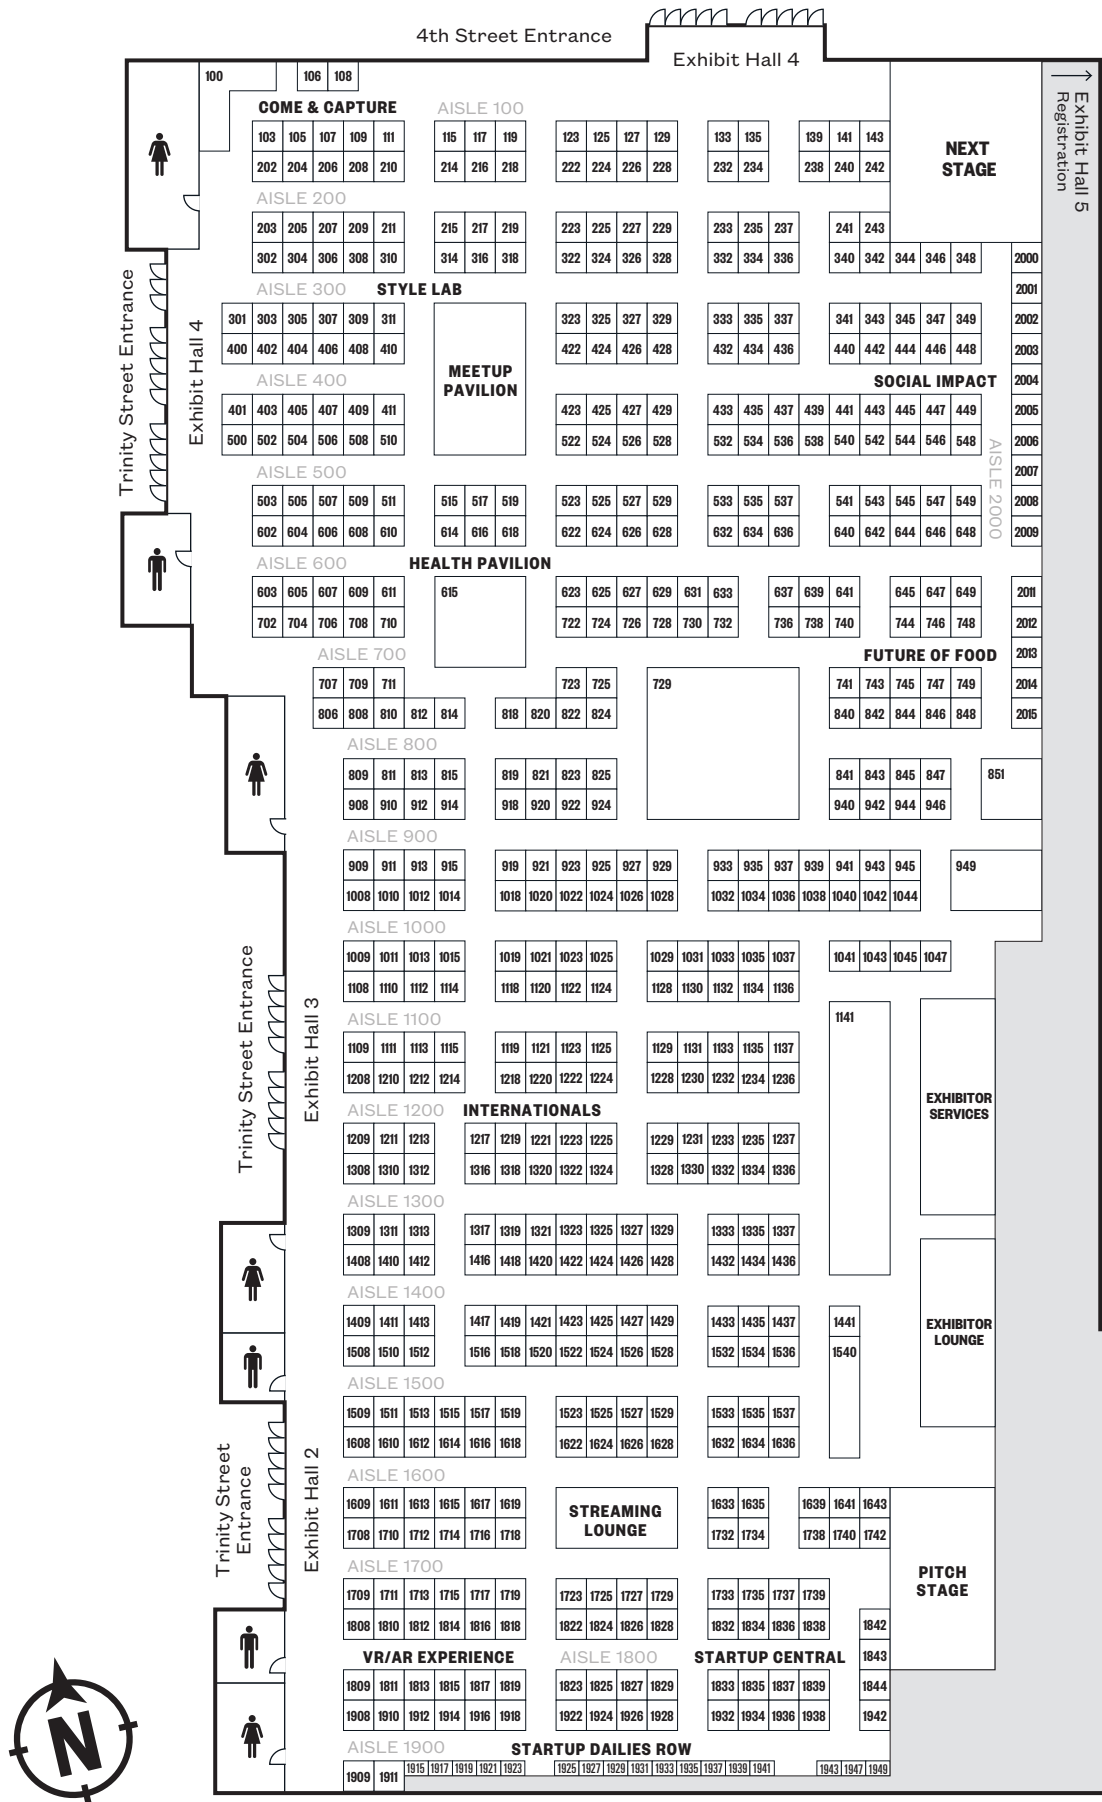 4th Street Entrance
Exhibit Hall 4
100 106 108
COME & CAPTURE AISLE 100
103 105 107 109 111 115 117 119 123 125 127 129 133 135 139 141 143
202 204 206 208 210 214 216 218 222 224 226 228 232 234 238 240 242
NEXT
STAGE
Exhibit Hall 5
Registration
AISLE 200
203 205 207 209 211 215 217 219 223 225 227 229 233 235 237 241 243
302 304 306 308 310 314 316 318 322 324 326 328 332 334 336 340 342 344 346 348 2000
2001
AISLE 300 STYLE LAB
301 303 305 307 309 311 323 325 327 329 333 335 337 341 343 345 347 349 2002
400 402 404 406 408 410 422 424 426 428 432 434 436 440 442 444 446 448 2003
MEETUP
PAVILION
Trinity Street Entrance
Exhibit Hall 4
AISLE 400 SOCIAL IMPACT 2004
401 403 405 407 409 411 423 425 427 429 433 435 437 439 441 443 445 447 449 2005
500 502 504 506 508 510 522 524 526 528 532 534 536 538 540 542 544 546 548 2006
AISLE 2000
AISLE 500 2007
503 505 507 509 511 515 517 519 523 525 527 529 533 535 537 541 543 545 547 549 2008
602 604 606 608 610 614 616 618 622 624 626 628 632 634 636 640 642 644 646 648 2009
AISLE 600 HEALTH PAVILION
603 605 607 609 611 615 623 625 627 629 631 633 637 639 641 645 647 649 2011
702 704 706 708 710 722 724 726 728 730 732 736 738 740 744 746 748 2012
AISLE 700 FUTURE OF FOOD 2013
707 709 711 723 725 729 741 743 745 747 749 2014
806 808 810 812 814 818 820 822 824 840 842 844 846 848 2015
AISLE 800
809 811 813 815 819 821 823 825 841 843 845 847 851
908 910 912 914 918 920 922 924 940 942 944 946
AISLE 900
909 911 913 915 919 921 923 925 927 929 933 935 937 939 941 943 945 949
1008 1010 1012 1014 1018 1020 1022 1024 1026 1028 1032 1034 1036 1038 1040 1042 1044
AISLE 1000
1009 1011 1013 1015 1019 1021 1023 1025 1029 1031 1033 1035 1037 1041 1043 1045 1047
1108 1110 1112 1114 1118 1120 1122 1124 1128 1130 1132 1134 1136
Trinity Street Entrance
Exhibit Hall 3
AISLE 1100 1141
1109 1111 1113 1115 1119 1121 1123 1125 1129 1131 1133 1135 1137
1208 1210 1212 1214 1218 1220 1222 1224 1228 1230 1232 1234 1236
EXHIBITOR
SERVICES
AISLE 1200 INTERNATIONALS
1209 1211 1213 1217 1219 1221 1223 1225 1229 1231 1233 1235 1237
1308 1310 1312 1316 1318 1320 1322 1324 1328 1330 1332 1334 1336
AISLE 1300
1309 1311 1313 1317 1319 1321 1323 1325 1327 1329 1333 1335 1337
1408 1410 1412 1416 1418 1420 1422 1424 1426 1428 1432 1434 1436
AISLE 1400
1409 1411 1413 1417 1419 1421 1423 1425 1427 1429 1433 1435 1437 1441
1508 1510 1512 1516 1518 1520 1522 1524 1526 1528 1532 1534 1536 1540
EXHIBITOR
LOUNGE
AISLE 1500
1509 1511 1513 1515 1517 1519 1523 1525 1527 1529 1533 1535 1537
1608 1610 1612 1614 1616 1618 1622 1624 1626 1628 1632 1634 1636
Trinity Street
Entrance
Exhibit Hall 2
AISLE 1600
1609 1611 1613 1615 1617 1619 1633 1635 1639 1641 1643
1708 1710 1712 1714 1716 1718 1732 1734 1738 1740 1742
STREAMING
LOUNGE
PITCH
STAGE
AISLE 1700
1709 1711 1713 1715 1717 1719 1723 1725 1727 1729 1733 1735 1737 1739
1808 1810 1812 1814 1816 1818 1822 1824 1826 1828 1832 1834 1836 1838 1842
VR/AR EXPERIENCE AISLE 1800 STARTUP CENTRAL 1843
1809 1811 1813 1815 1817 1819 1823 1825 1827 1829 1833 1835 1837 1839 1844
1908 1910 1912 1914 1916 1918 1922 1924 1926 1928 1932 1934 1936 1938 1942
AISLE 1900 STARTUP DAILIES ROW
1909 1911 1915 1917 1919 1921 1923 1925 1927 1929 1931 1933 1935 1937 1939 1941 1943 1947 1949
N